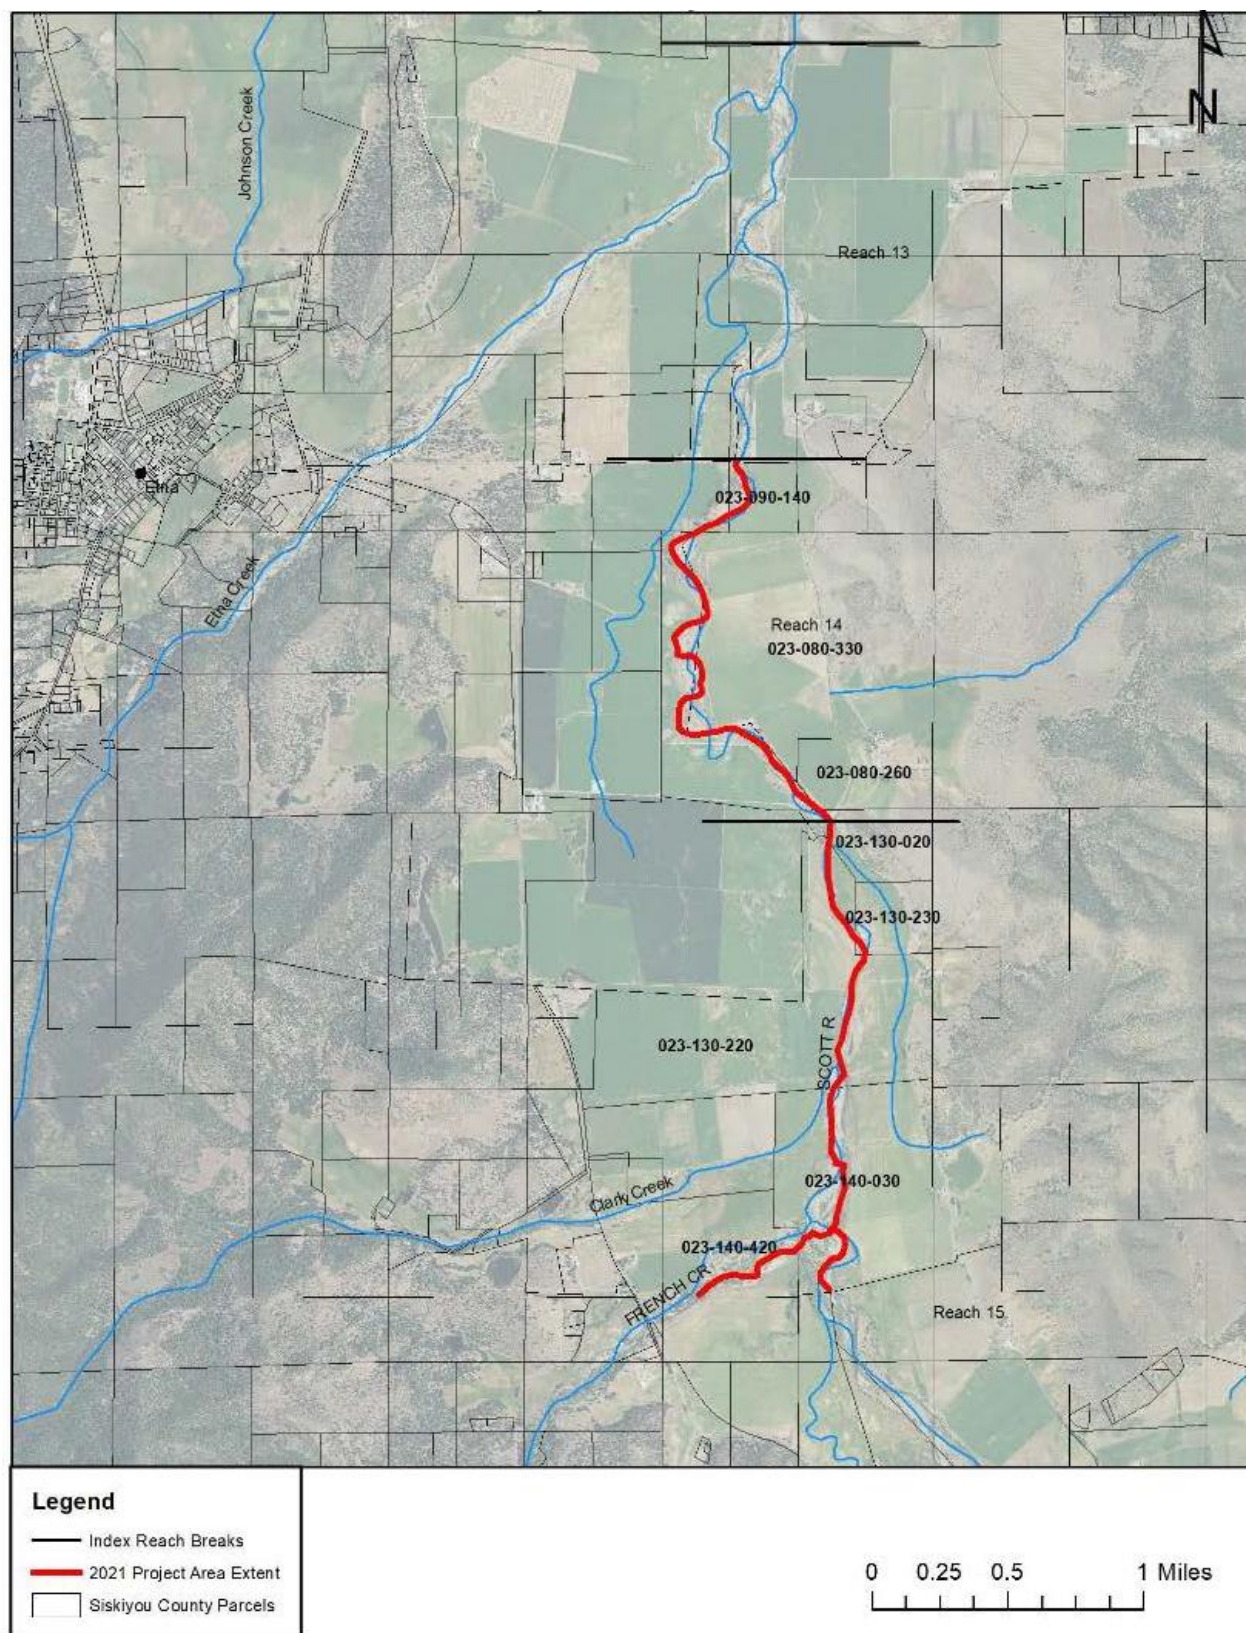 N
Johnson Creek
Reach 13
Etna
023-090-140
Etna Creek
Reach 14
023-080-330
023-080-260
023-130-020
023-130-230
023-130-220
SCOTT R
023-140-030
Clark Creek
023-140-420
FRENCH CR
Reach 15
Legend
Index Reach Breaks
2021 Project Area Extent
Siskiyou County Parcels
0 0.25 0.5 1 Miles